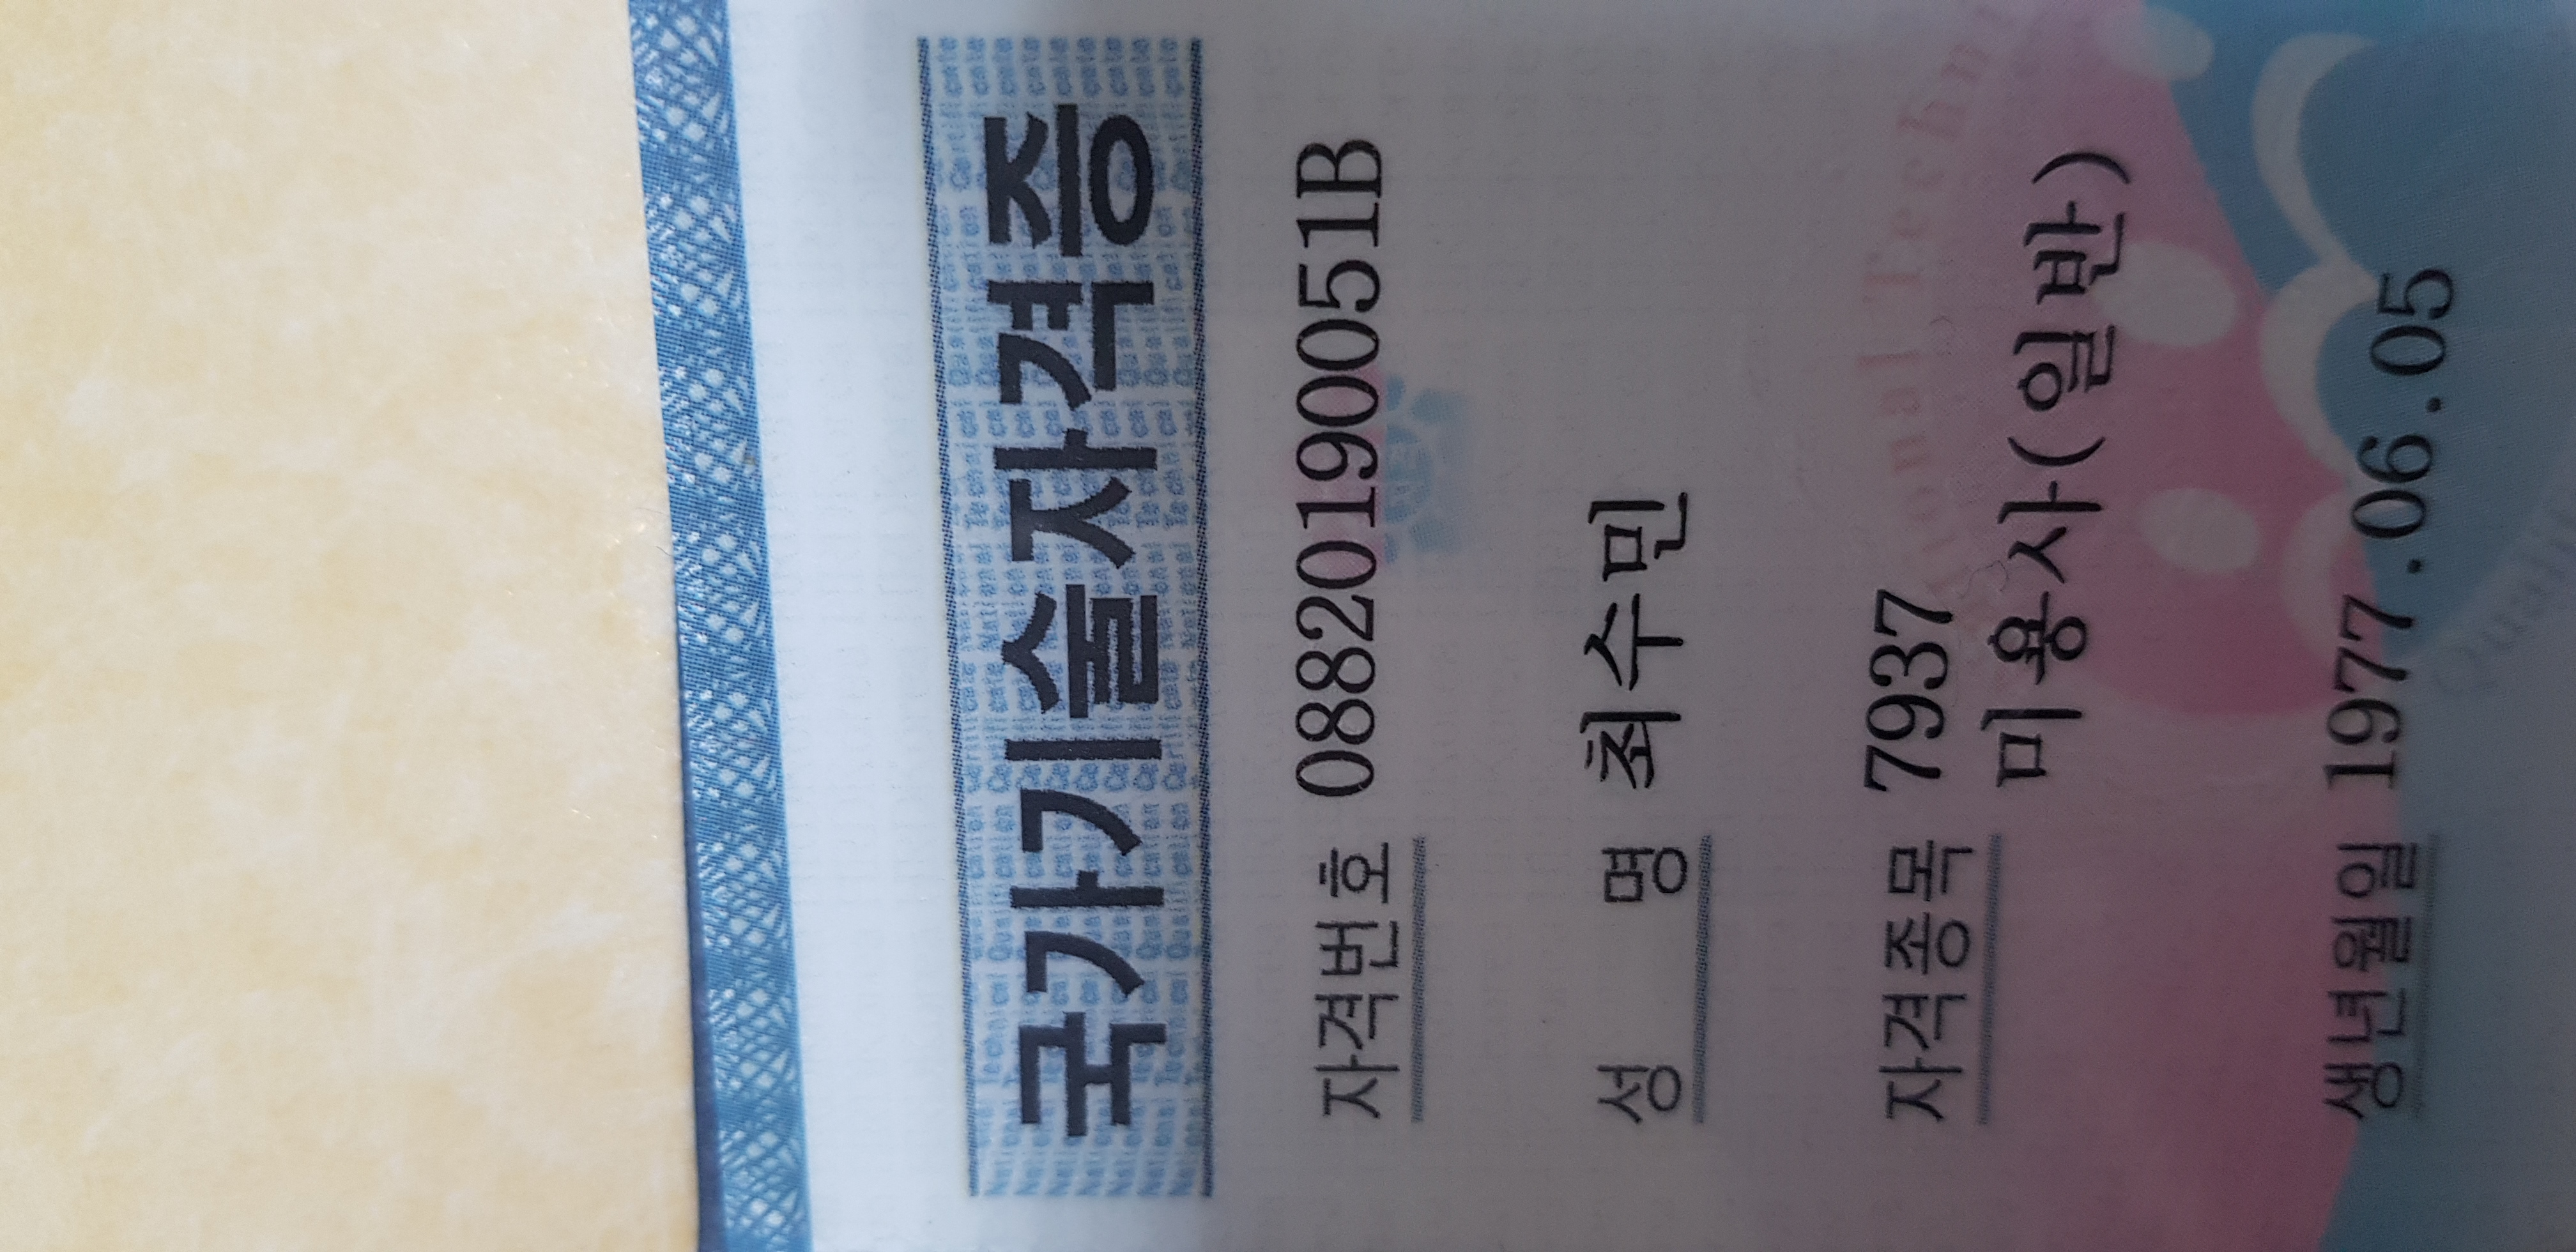 국가기술자격증
자격번호 08820190051B
성 명 최수민
자격종목 7937
미용사(일반)
생년월일 1977.06.05